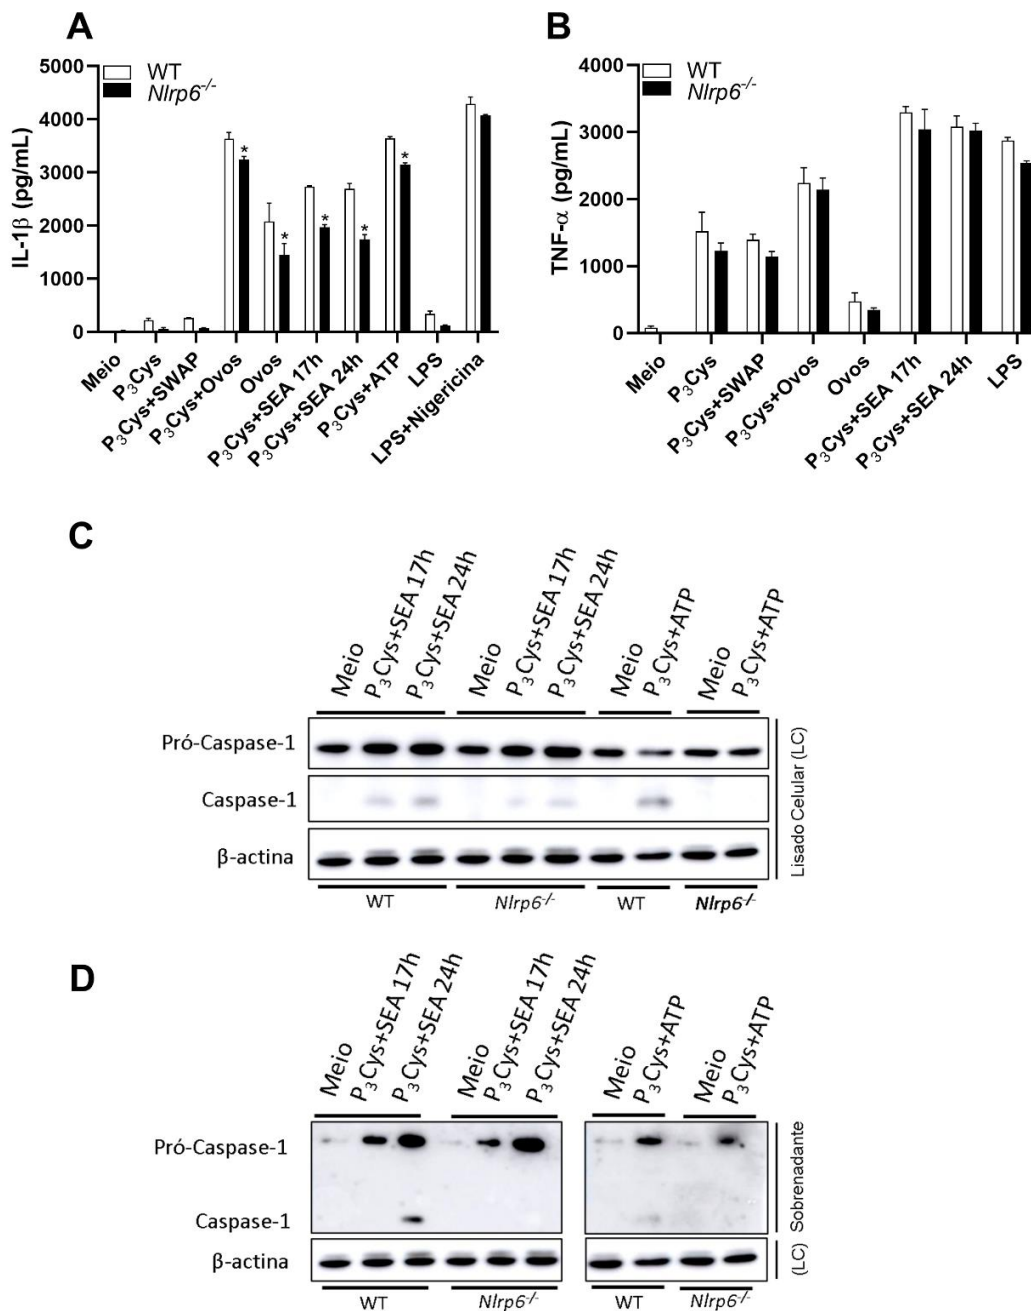 A
WT
Nlrp6-/-
IL-1β (pg/mL)
5000
4000
3000
2000
1000
0
* * * * *
Meio
P3Cys
P3Cys+SWAP
P3Cys+Ovos
Ovos
P3Cys+SEA 17h
P3Cys+SEA 24h
P3Cys+ATP
LPS
LPS+Nigericina
B
WT
Nlrp6-/-
TNF-α (pg/mL)
4000
3000
2000
1000
0
Meio
P3Cys
P3Cys+SWAP
P3Cys+Ovos
Ovos
P3Cys+SEA 17h
P3Cys+SEA 24h
LPS
C
Meio
P3Cys+SEA 17h
P3Cys+SEA 24h
Meio
P3Cys+SEA 17h
P3Cys+SEA 24h
Meio
P3Cys+ATP
Meio
P3Cys+ATP
Pró-Caspase-1
Caspase-1
β-actina
Lisado Celular (LC)
WT
Nlrp6-/-
WT
Nlrp6-/-
D
Meio
P3Cys+SEA 17h
P3Cys+SEA 24h
Meio
P3Cys+SEA 17h
P3Cys+SEA 24h
Meio
P3Cys+ATP
Meio
P3Cys+ATP
Pró-Caspase-1
Caspase-1
β-actina
Sobrenadante
(LC)
WT
Nlrp6-/-
WT
Nlrp6-/-